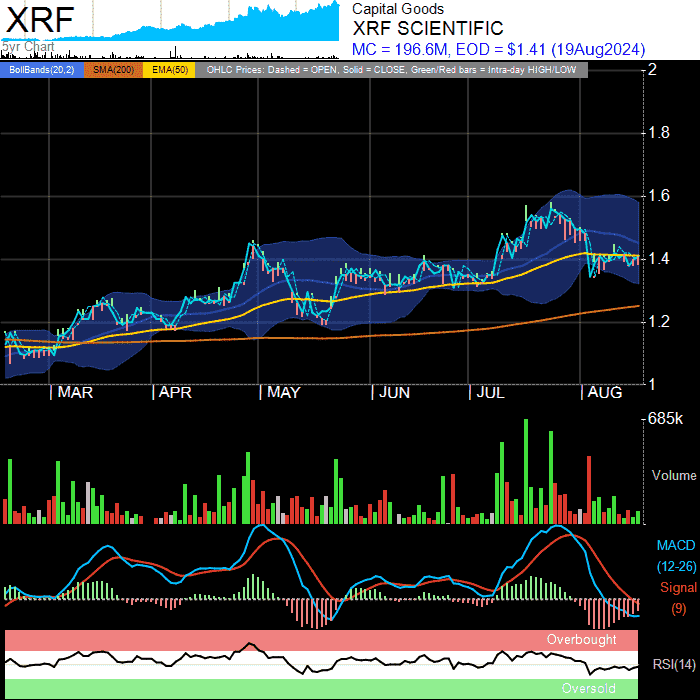 XRF
5yr Chart
Capital Goods
XRF SCIENTIFIC
MC = 196.6M, EOD = $1.41 (19Aug2024)
BollBands(20,2) SMA(200) EMA(50) OHLC Prices: Dashed = OPEN, Solid = CLOSE, Green/Red bars = Intra-day HIGH/LOW
2
1.8
1.6
1.4
1.2
1
MAR APR MAY JUN JUL AUG
685k
Volume
MACD
(12-26)
Signal
(9)
Overbought
RSI(14)
Oversold